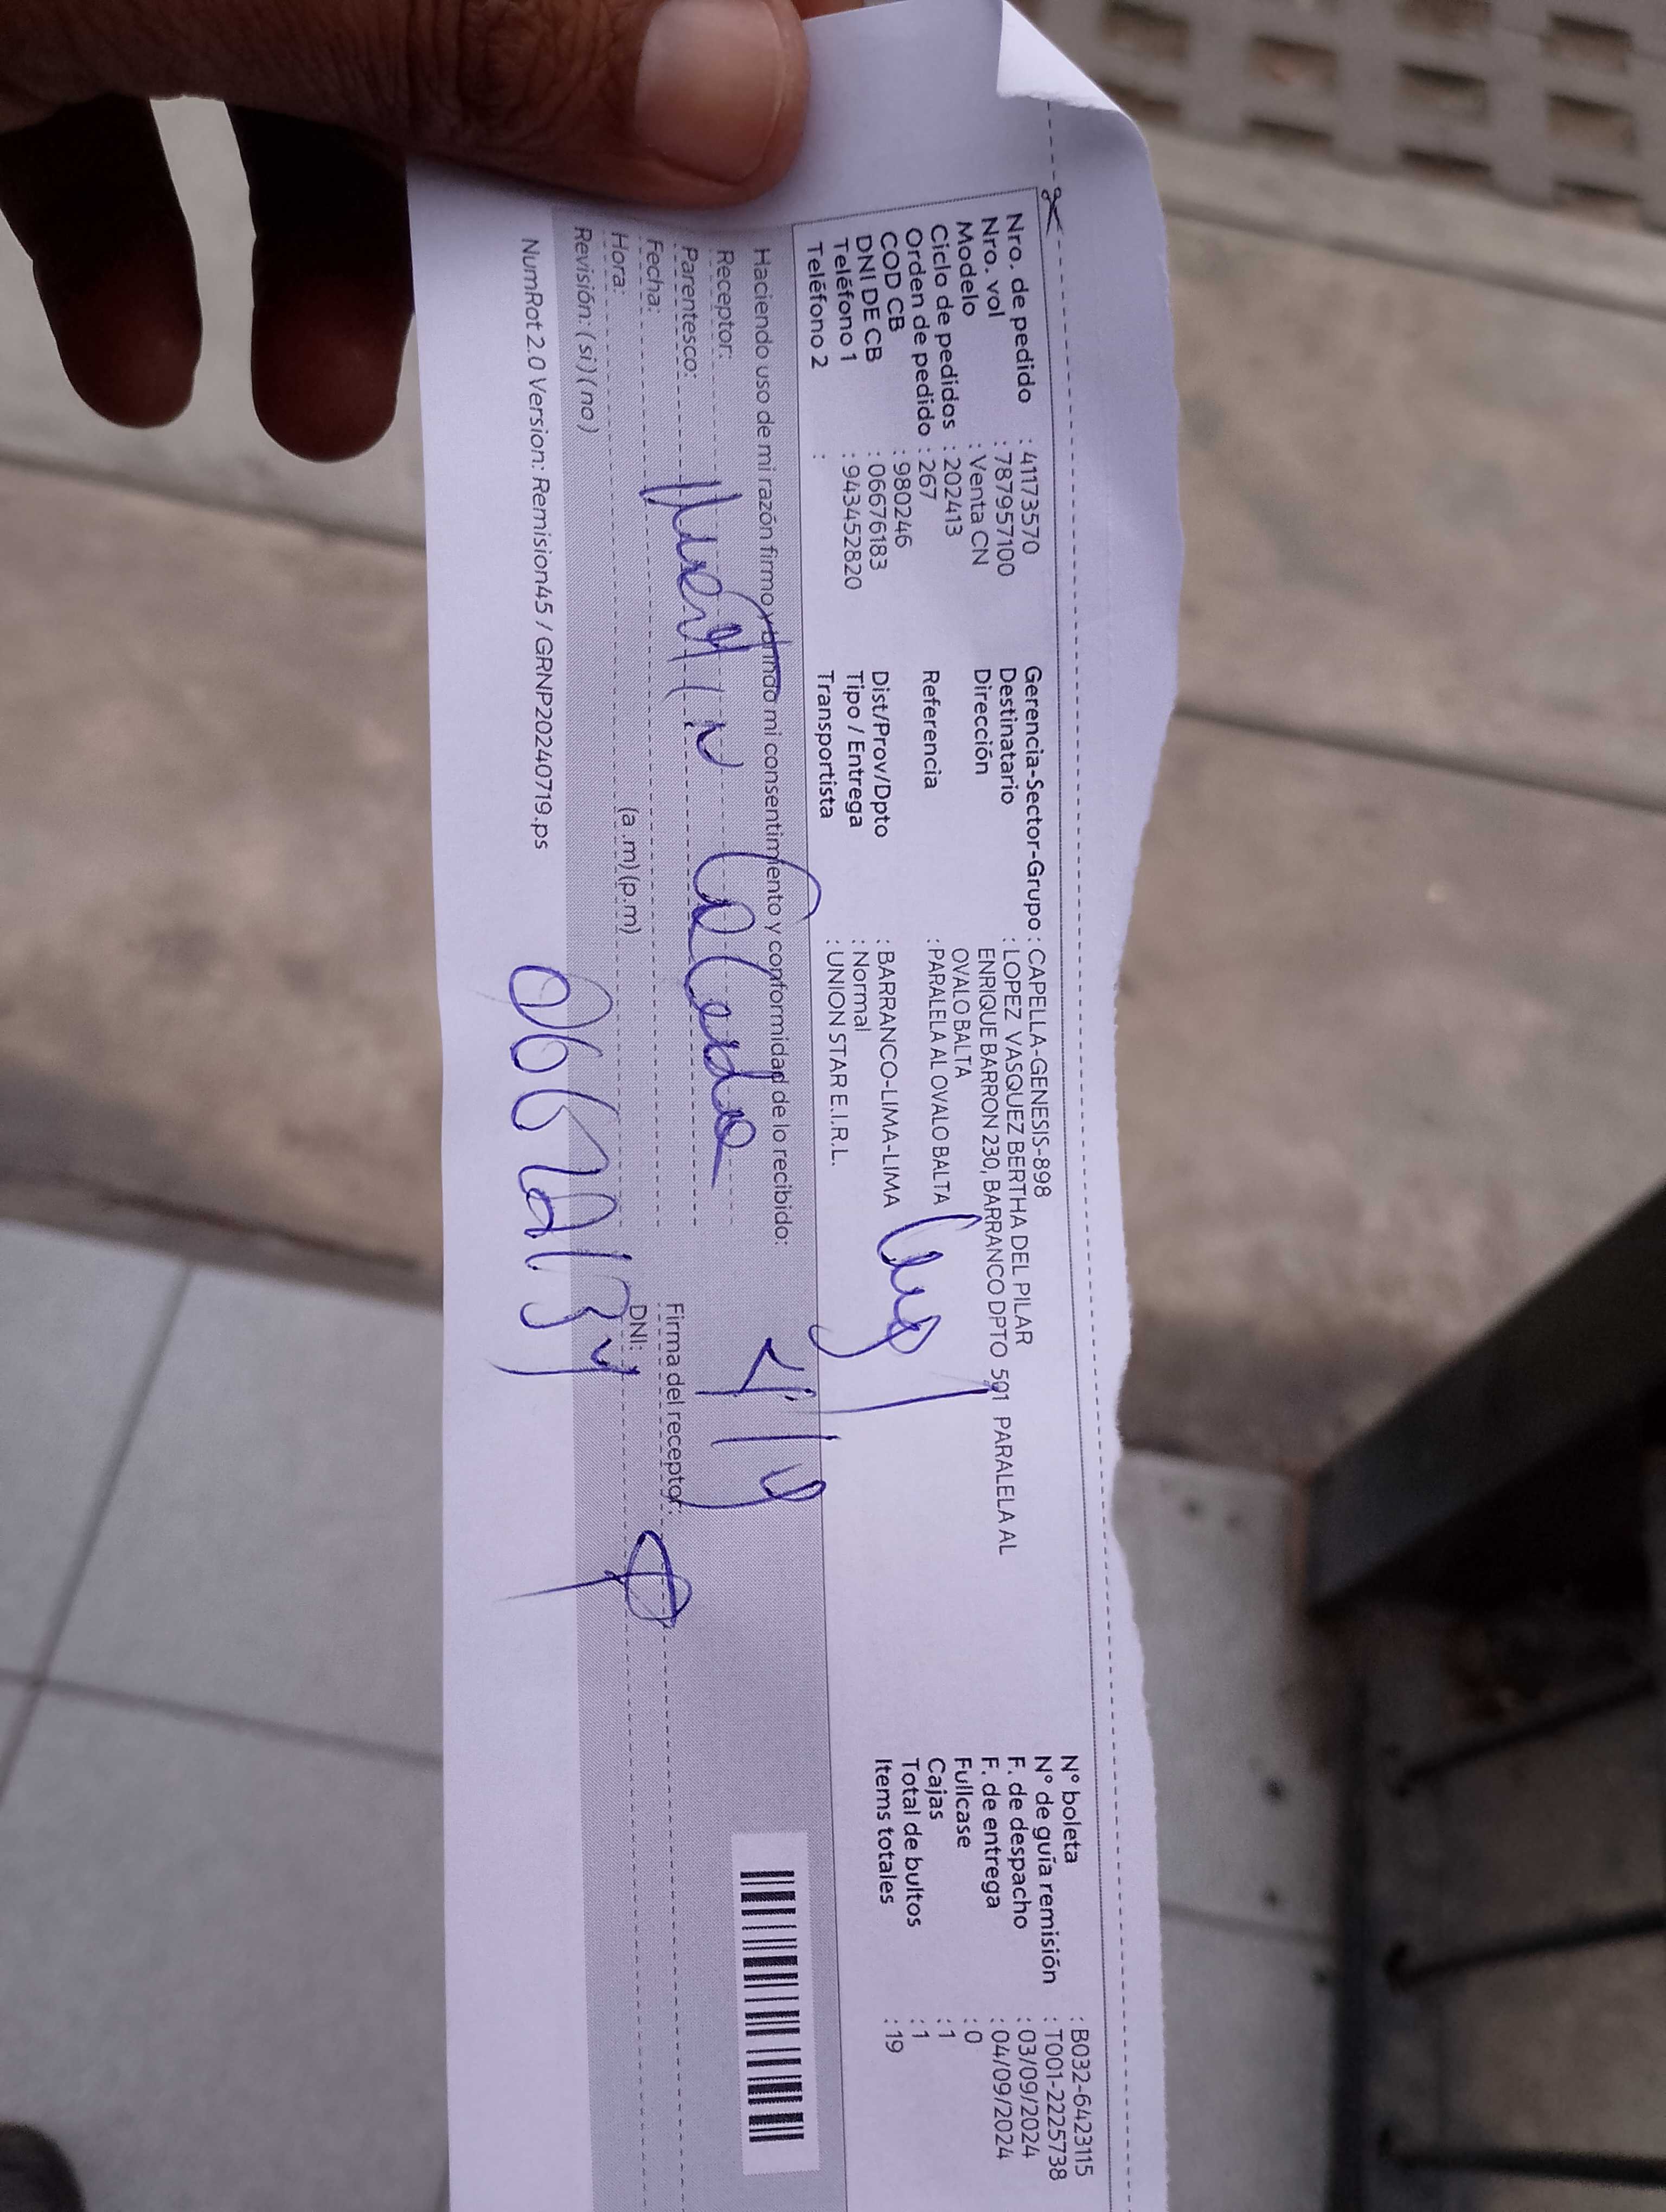 Nro. de pedido : 41173570
Nro. vol : 787957100
Modelo : Venta CN
Ciclo de pedidos : 202413
Orden de pedido : 267
COD CB : 980246
DNI DE CB : 06676183
Teléfono 1 : 943452820
Teléfono 2 :
Gerencia-Sector-Grupo : CAPELLA-GENESIS-898
Destinatario : LOPEZ VASQUEZ BERTHA DEL PILAR
Dirección ENRIQUE BARRON 230, BARRANCO DPTO 501 PARALELA AL
OVALO BALTA
Referencia : PARALELA AL OVALO BALTA
Dist/Prov/Dpto : BARRANCO-LIMA-LIMA
Tipo / Entrega : Normal
Transportista : UNION STAR E.I.R.L.
N° boleta : B032-6423115
N° de guía remisión : T001-2225738
F. de despacho : 03/09/2024
F. de entrega : 04/09/2024
Fullcase : 0
Cajas : 1
Total de bultos : 1
Items totales : 19
Haciendo uso de mi razón firmo y brindo mi consentimiento y conformidad de lo recibido:
Receptor:
Parentesco:
Fecha:
Hora: (a.m) (p.m)
Revisión: (si) (no)
Firma del receptor:
DNI:
NumRot 2.0 Version: Remision45 / GRNP20240719.ps